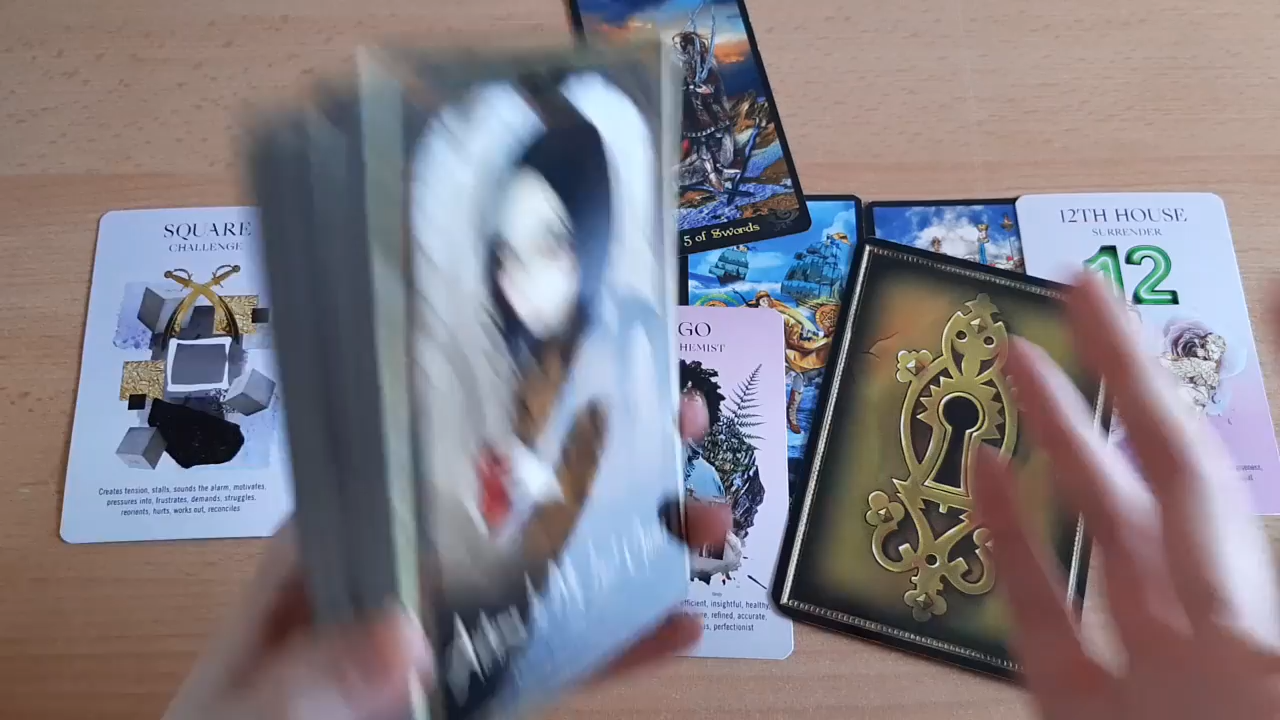 SQUARE
CHALLENGE
Creates tension, stalls, sounds the alarm, motivates,
pressures into, frustrates, demands, struggles,
reorients, hurts, works out, reconciles
5 of Swords
GO
HEMIST
efficient, insightful, healthy,
refined, accurate,
perfectionist
12TH HOUSE
SURRENDER
12